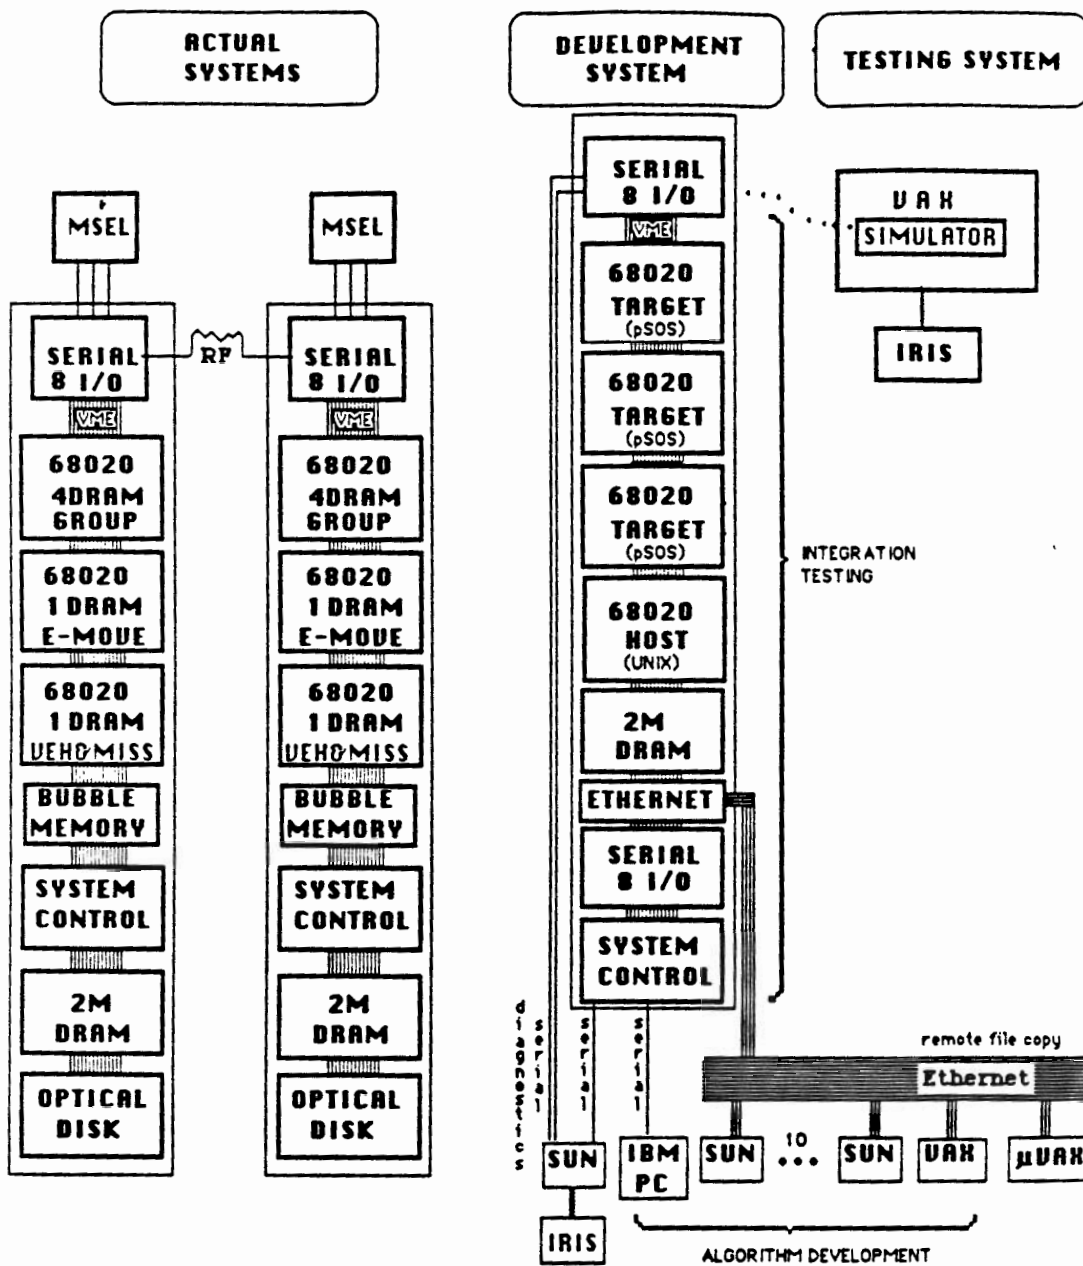 ACTUAL
SYSTEMS
MSEL
SERIAL
8 I/O
VME
68020
4DRAM
GROUP
68020
1 DRAM
E-MOVE
68020
1 DRAM
VEH&MISS
BUBBLE
MEMORY
SYSTEM
CONTROL
2M
DRAM
OPTICAL
DISK
RF
MSEL
SERIAL
8 I/O
VME
68020
4DRAM
GROUP
68020
1 DRAM
E-MOVE
68020
1 DRAM
VEH&MISS
BUBBLE
MEMORY
SYSTEM
CONTROL
2M
DRAM
OPTICAL
DISK
DEVELOPMENT
SYSTEM
SERIAL
8 I/O
VME
68020
TARGET
(pSOS)
68020
TARGET
(pSOS)
68020
TARGET
(pSOS)
68020
HOST
(UNIX)
2M
DRAM
ETHERNET
SERIAL
8 I/O
SYSTEM
CONTROL
INTEGRATION
TESTING
TESTING SYSTEM
VAX
SIMULATOR
IRIS
diagnostics
serial
serial
serial
remote file copy
Ethernet
SUN
IBM
PC
SUN
10
...
SUN
VAX
µVAX
IRIS
ALGORITHM DEVELOPMENT